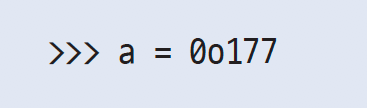 >>> a = 0o177